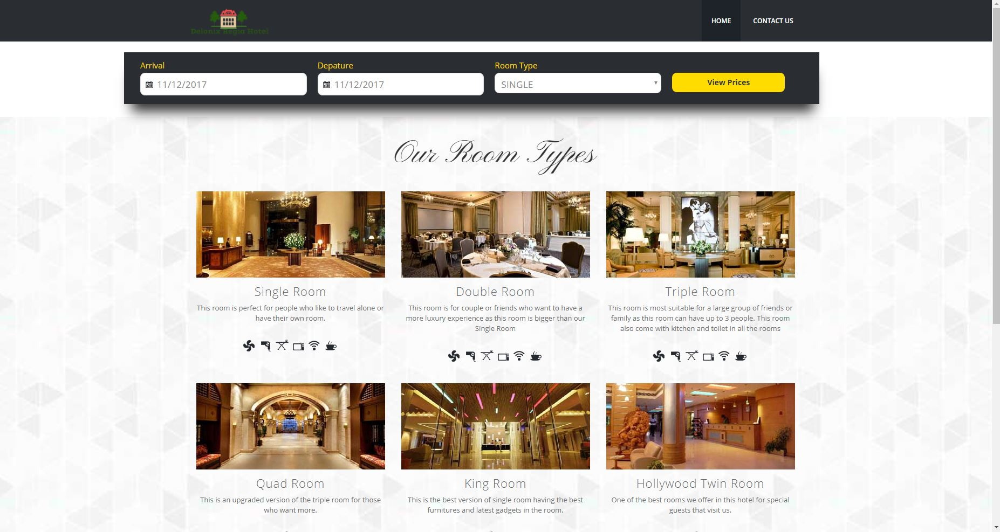 Delonix Regia Hotel
HOME
CONTACT US
Arrival
Depature
Room Type
11/12/2017
11/12/2017
SINGLE
View Prices
Our Room Types
Single Room
This room is perfect for people who like to travel alone or
have their own room.
Double Room
This room is for couple or friends who want to have a
more luxury experience as this room is bigger than our
Single Room
Triple Room
This room is most suitable for a large group of friends or
family as this room can have up to 3 people. This room
also come with kitchen and toilet in all the rooms
Quad Room
This is an upgraded version of the triple room for those
who want more.
King Room
This is the best version of single room having the best
furnitures and latest gadgets in the room.
Hollywood Twin Room
One of the best rooms we offer in this hotel for special
guests that visit us.